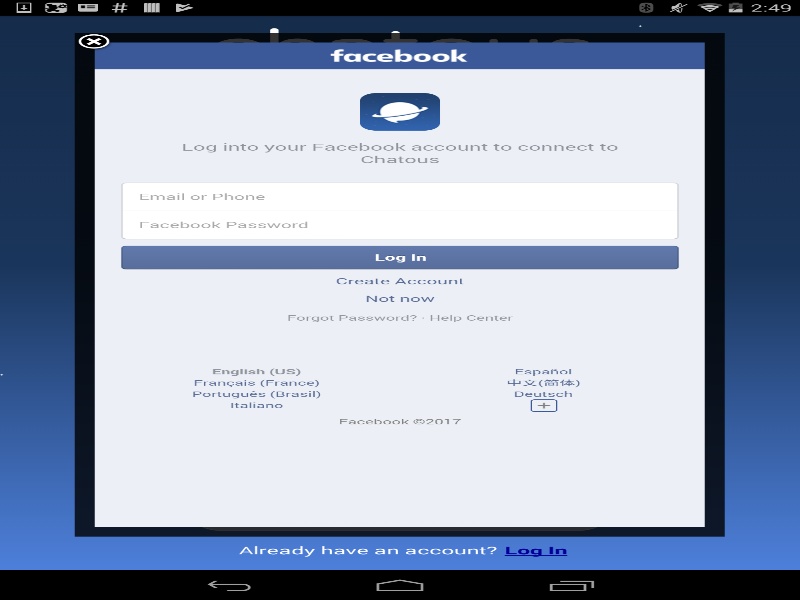 2:49
facebook
Log into your Facebook account to connect to
Chatous
Email or Phone
Facebook Password
Log In
Create Account
Not now
Forgot Password? · Help Center
English (US)
Français (France)
Português (Brasil)
Italiano
Español
中文(简体)
Deutsch
Facebook ©2017
Already have an account? Log In